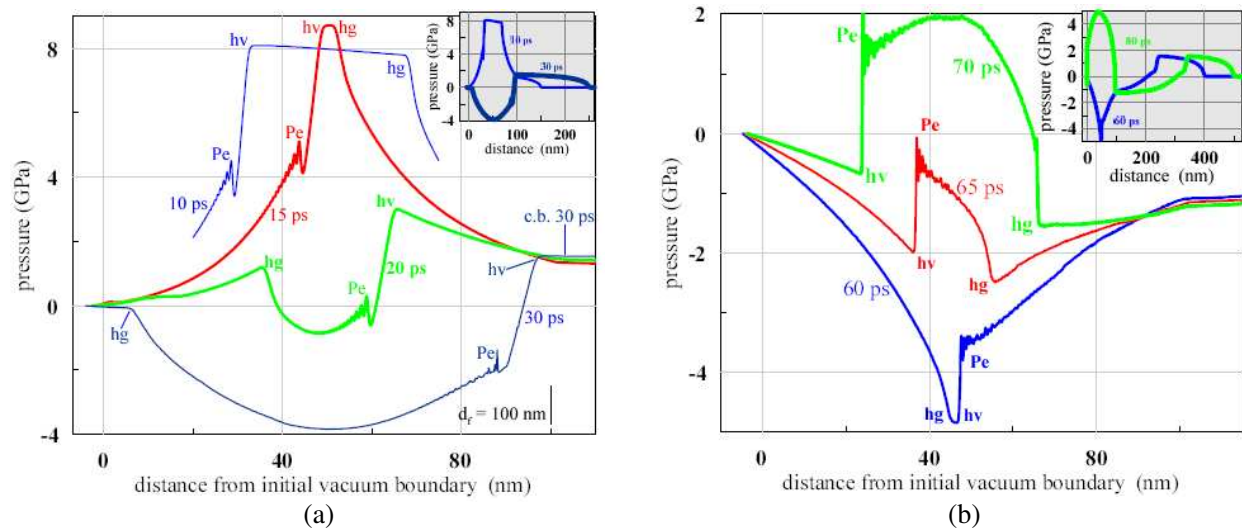 pressure (GPa)
8
4
0
-4
hv
hg
hv hg
Pe
10 ps
Pe
15 ps
hg
Pe
20 ps
hv
c.b. 30 ps
hv
30 ps
hg
Pe
d_f = 100 nm
0 40 80
distance from initial vacuum boundary (nm)
(a)
pressure (GPa)
8
6
4
2
0
-2
-4
10 ps
30 ps
0 100 200
distance (nm)
pressure (GPa)
2
0
-2
-4
Pe
70 ps
hv
hg
Pe
65 ps
hv
hg
60 ps
Pe
hg hv
0 40 80
distance from initial vacuum boundary (nm)
(b)
pressure (GPa)
4
2
0
-2
-4
80 ps
60 ps
0 200 400
distance (nm)